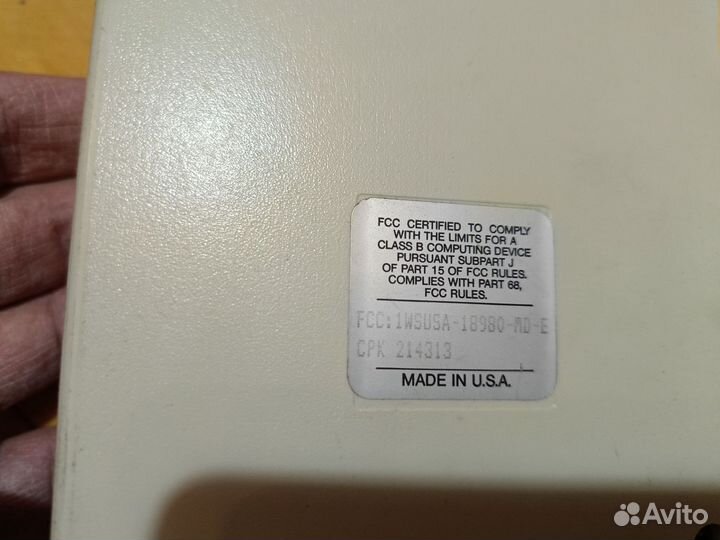 FCC CERTIFIED TO COMPLY
WITH THE LIMITS FOR A
CLASS B COMPUTING DEVICE
PURSUANT SUBPART J
OF PART 15 OF FCC RULES.
COMPLIES WITH PART 68,
FCC RULES.
FCC:1WSUSA-18980-MD-E
CPK 214313
MADE IN U.S.A.
Avito